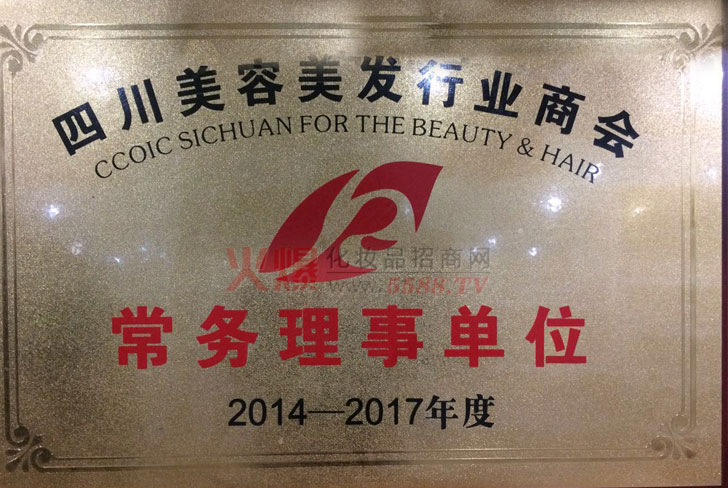 四川美容美发行业商会
CCOIC SICHUAN FOR THE BEAUTY & HAIR
火爆化妆品招商网
www.5588.TV
常务理事单位
2014—2017年度